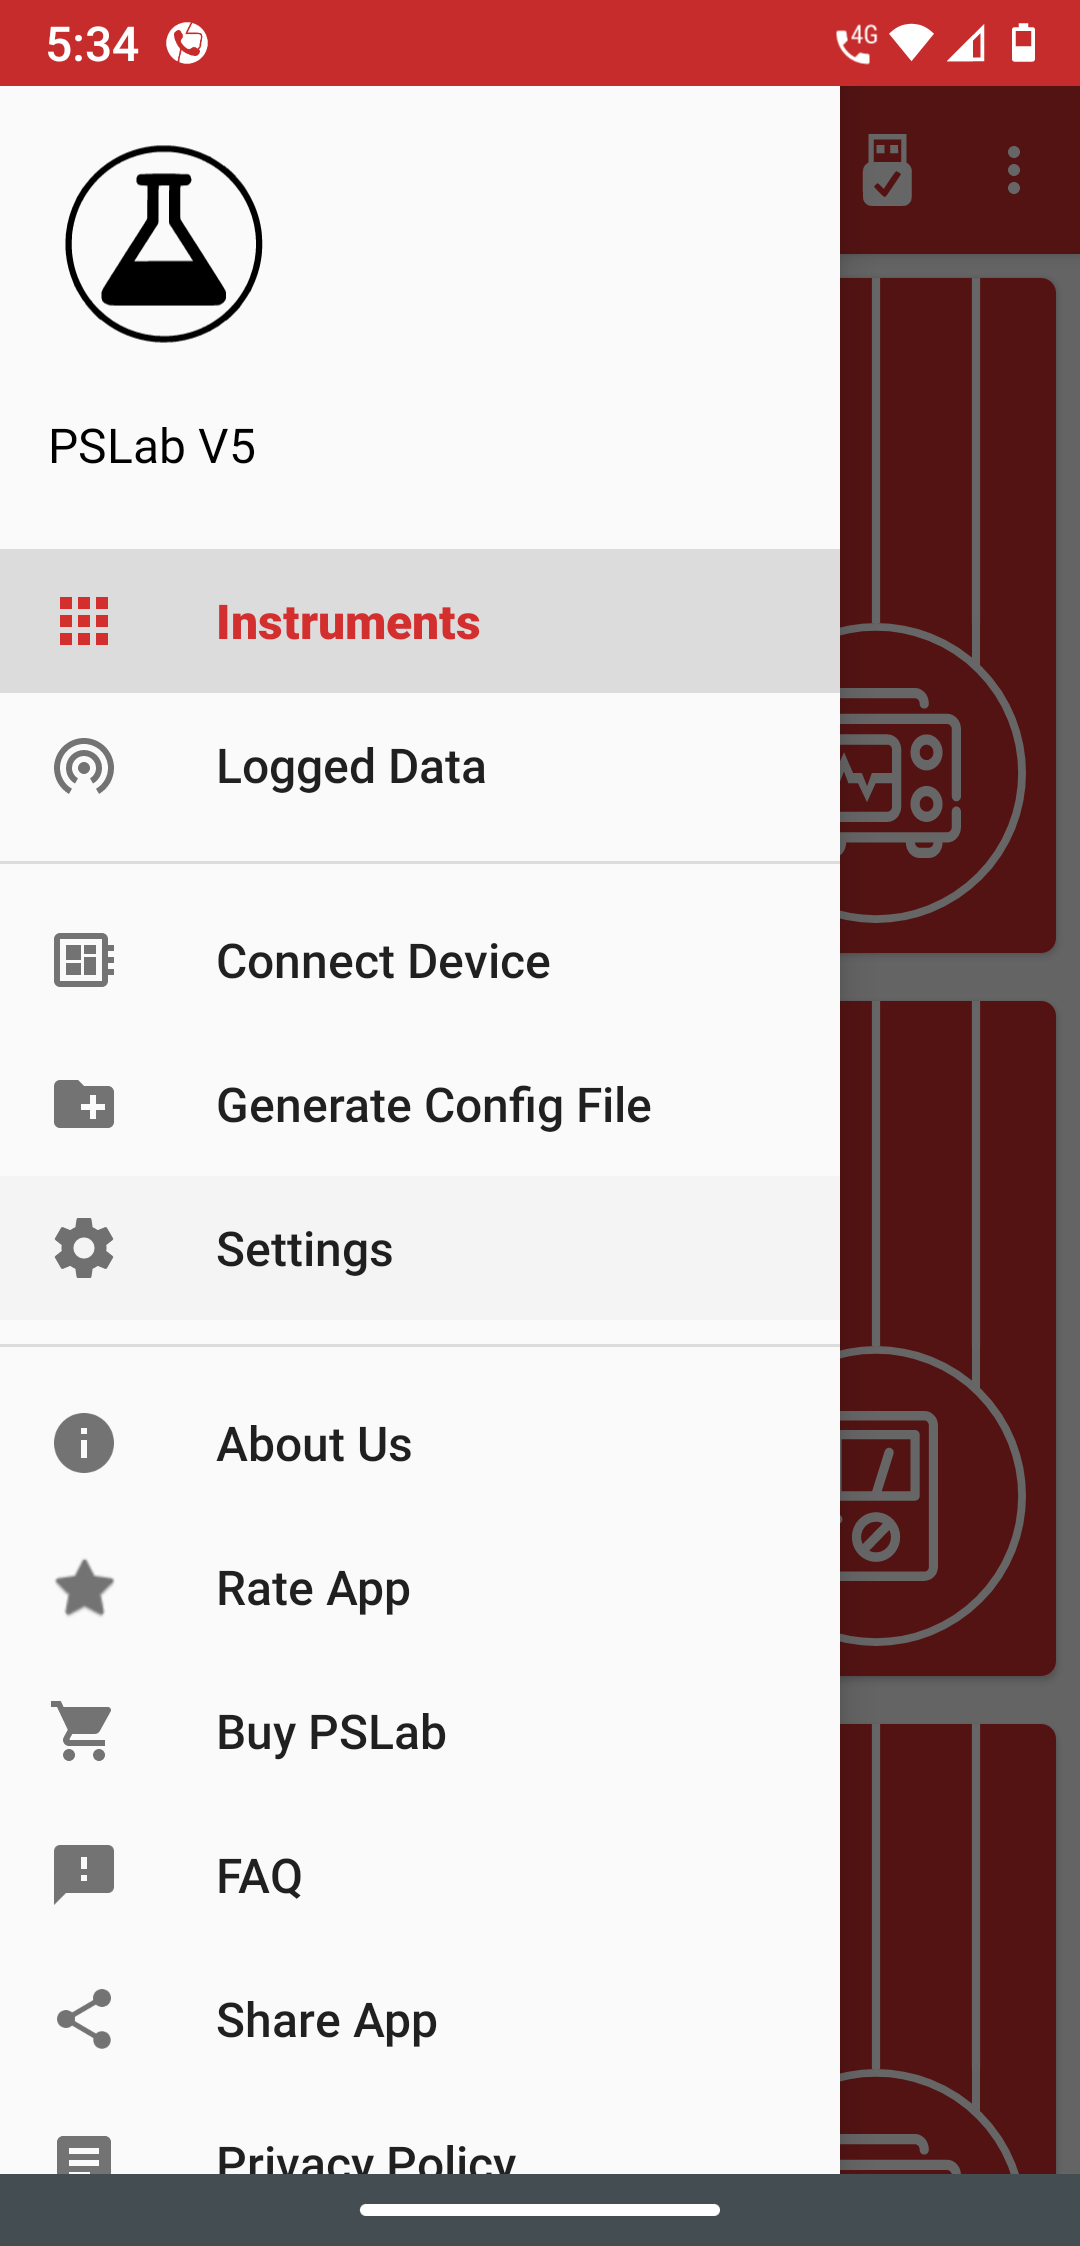 5:34
4G
PSLab V5
Instruments
Logged Data
Connect Device
Generate Config File
Settings
About Us
Rate App
Buy PSLab
FAQ
Share App
Privacy Policy